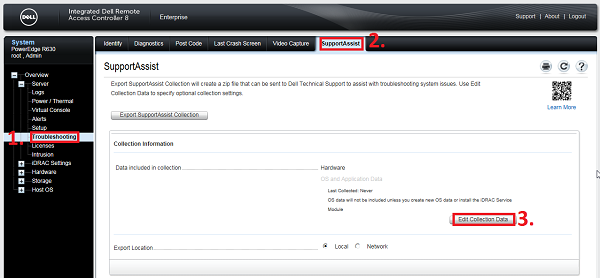 DELL
Integrated Dell Remote
Access Controller 8
Enterprise
Support | About | Logout
System
PowerEdge R630
root , Admin
Overview
Server
Logs
Power / Thermal
Virtual Console
Alerts
Setup
1. Troubleshooting
Licenses
Intrusion
iDRAC Settings
Hardware
Storage
Host OS
Identify
Diagnostics
Post Code
Last Crash Screen
Video Capture
SupportAssist
2.
SupportAssist
Export SupportAssist Collection will create a zip file that can be sent to Dell Technical Support to assist with troubleshooting system issues. Use Edit
Collection Data to specify optional collection settings.
Learn More
Export SupportAssist Collection
Collection Information
Data included in collection
Hardware
OS and Application Data
Last Collected: Never
OS data will not be included unless you create new OS data or install the iDRAC Service
Module
Edit Collection Data
3.
Export Location
Local
Network